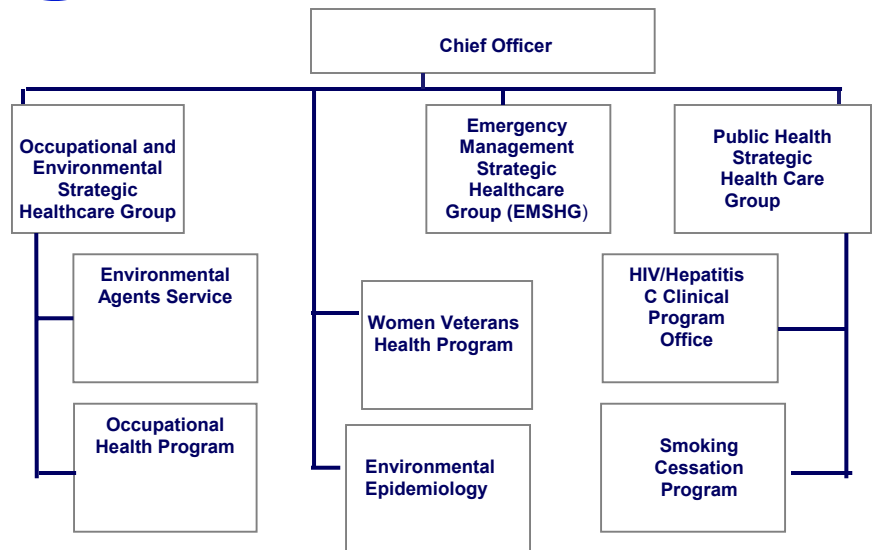 Chief Officer
Occupational and
Environmental
Strategic
Healthcare Group
Emergency
Management
Strategic
Healthcare
Group (EMSHG)
Public Health
Strategic
Health Care
Group
Environmental
Agents Service
Women Veterans
Health Program
HIV/Hepatitis
C Clinical
Program
Office
Occupational
Health Program
Environmental
Epidemiology
Smoking
Cessation
Program